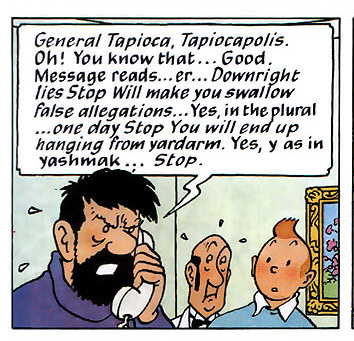 General Tapioca, Tapiocapolis.
Oh! You know that... Good.
Message reads...er... Downright
lies Stop Will make you swallow
false allegations... Yes, in the plural
...one day Stop You will end up
hanging from yardarm. Yes, y as in
yashmak... Stop.